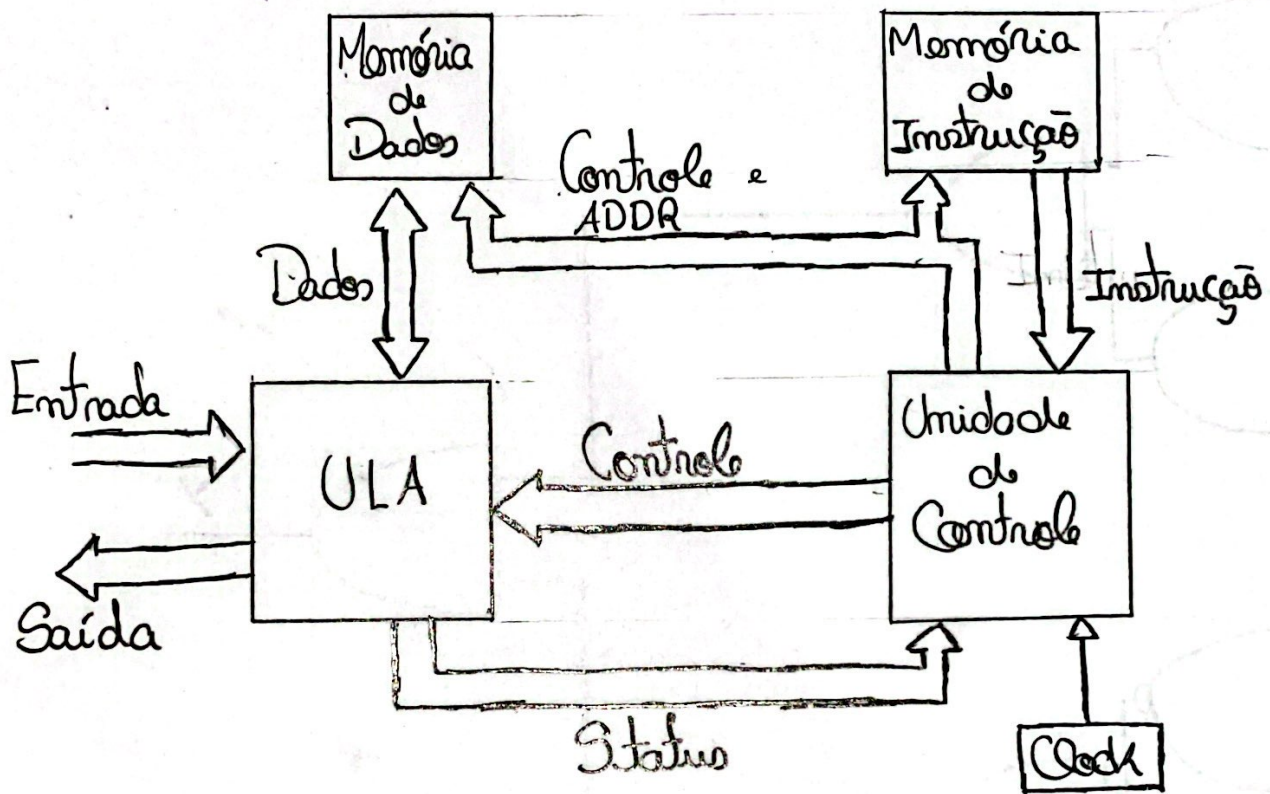 Memória
de
Dados
Memória
de
Instrução
Controle e
ADDR
Dados
Instrução
Entrada
ULA
Controle
Unidade
de
Controle
Saída
Status
Clock